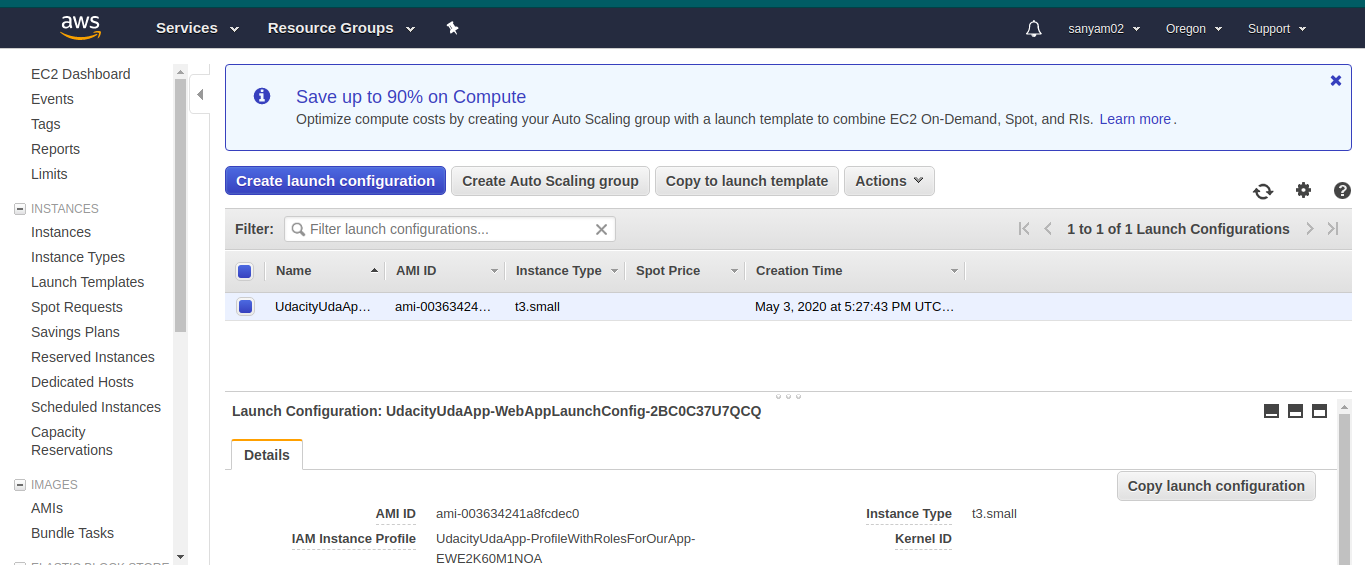 aws Services Resource Groups sanyam02 Oregon Support
EC2 Dashboard
Events
Tags
Reports
Limits
INSTANCES
Instances
Instance Types
Launch Templates
Spot Requests
Savings Plans
Reserved Instances
Dedicated Hosts
Scheduled Instances
Capacity
Reservations
IMAGES
AMIs
Bundle Tasks
ELASTIC BLOCK STORE
Save up to 90% on Compute
Optimize compute costs by creating your Auto Scaling group with a launch template to combine EC2 On-Demand, Spot, and RIs. Learn more.
Create launch configuration Create Auto Scaling group Copy to launch template Actions
Filter: Filter launch configurations... 1 to 1 of 1 Launch Configurations
Name AMI ID Instance Type Spot Price Creation Time
UdacityUdaAp… ami-00363424… t3.small May 3, 2020 at 5:27:43 PM UTC…
Launch Configuration: UdacityUdaApp-WebAppLaunchConfig-2BC0C37U7QCQ
Details
Copy launch configuration
AMI ID ami-003634241a8fcdec0 Instance Type t3.small
IAM Instance Profile UdacityUdaApp-ProfileWithRolesForOurApp- Kernel ID
EWE2K60M1NOA